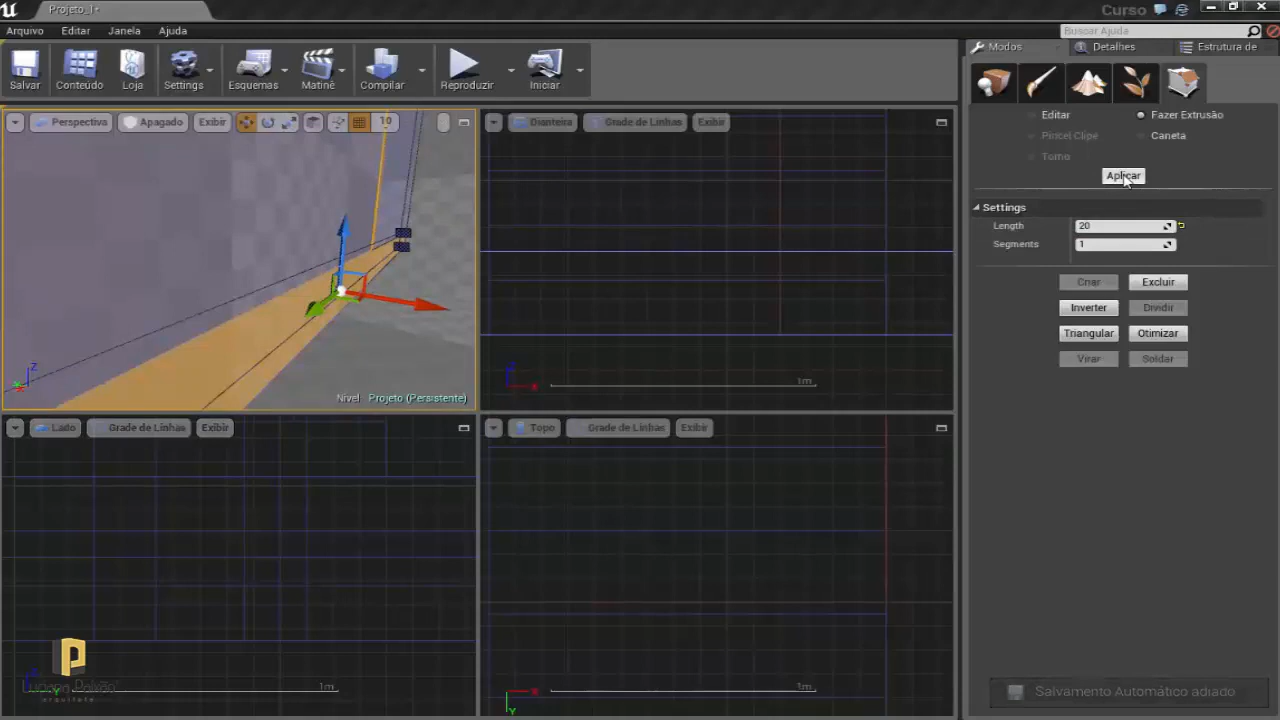 Projeto_I•
Curso
Arquivo Editar Janela Ajuda
Buscar Ajuda
Salvar Conteúdo Loja Settings Esquemas Matinê Compilar Reproduzir Iniciar
Modos Detalhes Estrutura de
Perspectiva Apagado Exibir 10
Dianteira Grade de Linhas Exibir
Editar Fazer Extrusão
Pincel Clipe Caneta
Torno
Aplicar
Settings
Length 20
Segments 1
Criar Excluir
Inverter Dividir
Triangular Otimizar
Virar Soldar
Z
Nível Projeto (Persistente)
1m
Lado Grade de Linhas Exibir
Topo Grade de Linhas Exibir
1m
1m
Y
arquiteto
Salvamento Automático adiado